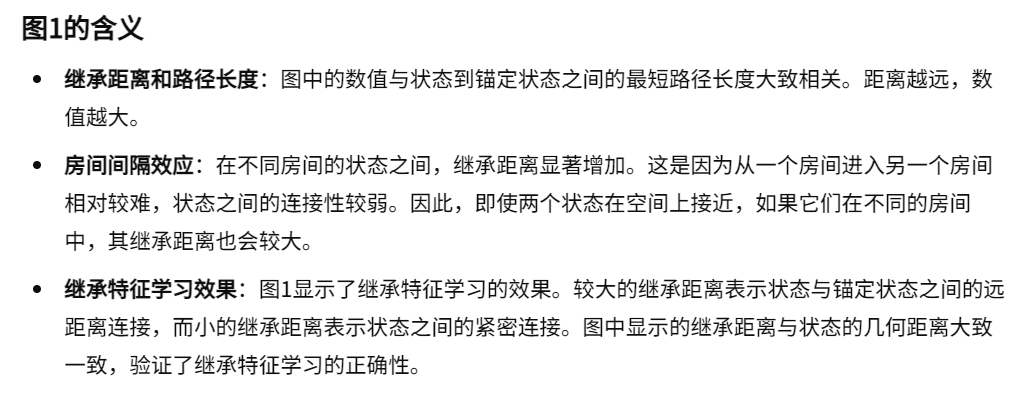 图1的含义
• 继承距离和路径长度：图中的数值与状态到锚定状态之间的最短路径长度大致相关。距离越远，数
值越大。
• 房间间隔效应：在不同房间的状态之间，继承距离显著增加。这是因为从一个房间进入另一个房间
相对较难，状态之间的连接性较弱。因此，即使两个状态在空间上接近，如果它们在不同的房间
中，其继承距离也会较大。
• 继承特征学习效果：图1显示了继承特征学习的效果。较大的继承距离表示状态与锚定状态之间的远
距离连接，而小的继承距离表示状态之间的紧密连接。图中显示的继承距离与状态的几何距离大致
一致，验证了继承特征学习的正确性。